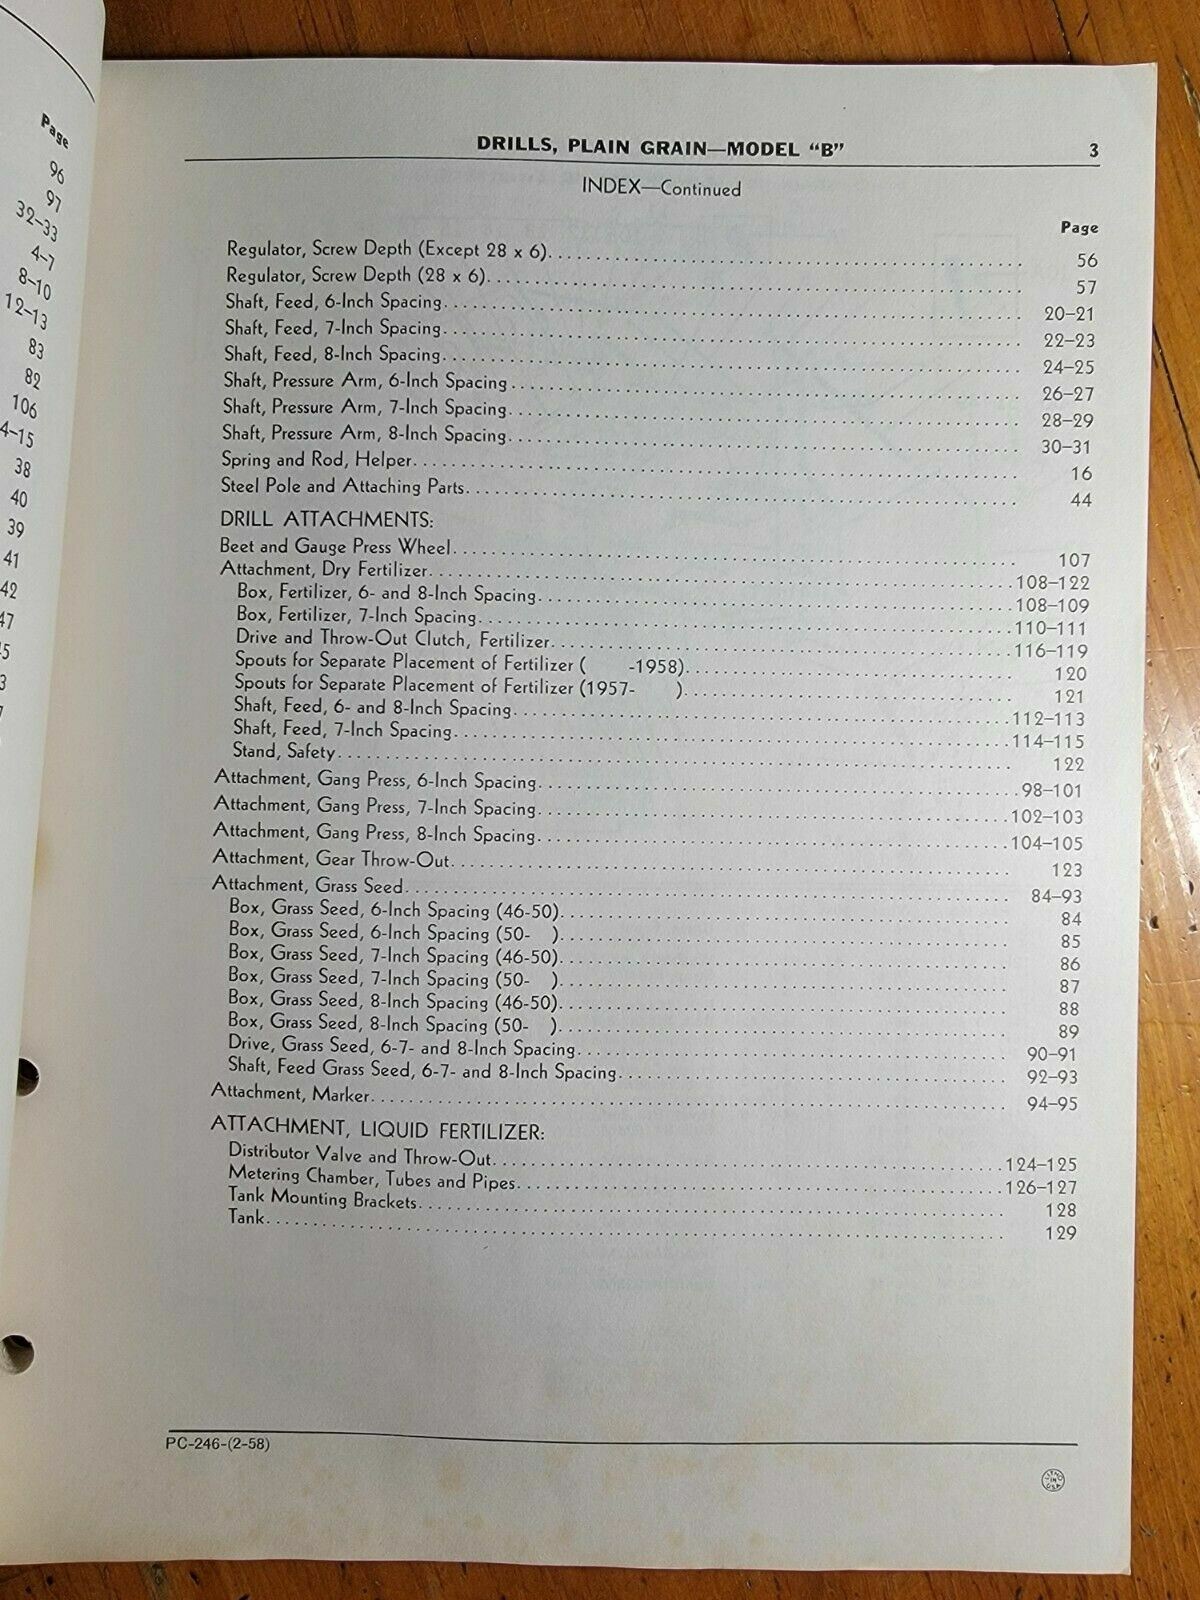 Page
96
97
32–33
4–7
8–10
12–13
83
82
106
4–15
38
40
39
41
42
47
DRILLS, PLAIN GRAIN—MODEL “B” 3
INDEX—Continued
Page
Regulator, Screw Depth (Except 28 x 6) 56
Regulator, Screw Depth (28 x 6) 57
Shaft, Feed, 6-Inch Spacing 20–21
Shaft, Feed, 7-Inch Spacing 22–23
Shaft, Feed, 8-Inch Spacing 24–25
Shaft, Pressure Arm, 6-Inch Spacing 26–27
Shaft, Pressure Arm, 7-Inch Spacing 28–29
Shaft, Pressure Arm, 8-Inch Spacing 30–31
Spring and Rod, Helper 16
Steel Pole and Attaching Parts 44
DRILL ATTACHMENTS:
Beet and Gauge Press Wheel 107
Attachment, Dry Fertilizer 108–122
Box, Fertilizer, 6- and 8-Inch Spacing 108–109
Box, Fertilizer, 7-Inch Spacing 110–111
Drive and Throw-Out Clutch, Fertilizer 116–119
Spouts for Separate Placement of Fertilizer ( -1958) 120
Spouts for Separate Placement of Fertilizer (1957- ) 121
Shaft, Feed, 6- and 8-Inch Spacing 112–113
Shaft, Feed, 7-Inch Spacing 114–115
Stand, Safety 122
Attachment, Gang Press, 6-Inch Spacing 98–101
Attachment, Gang Press, 7-Inch Spacing 102–103
Attachment, Gang Press, 8-Inch Spacing 104–105
Attachment, Gear Throw-Out 123
Attachment, Grass Seed 84–93
Box, Grass Seed, 6-Inch Spacing (46-50) 84
Box, Grass Seed, 6-Inch Spacing (50- ) 85
Box, Grass Seed, 7-Inch Spacing (46-50) 86
Box, Grass Seed, 7-Inch Spacing (50- ) 87
Box, Grass Seed, 8-Inch Spacing (46-50) 88
Box, Grass Seed, 8-Inch Spacing (50- ) 89
Drive, Grass Seed, 6-7- and 8-Inch Spacing 90–91
Shaft, Feed Grass Seed, 6-7- and 8-Inch Spacing 92–93
Attachment, Marker 94–95
ATTACHMENT, LIQUID FERTILIZER:
Distributor Valve and Throw-Out 124–125
Metering Chamber, Tubes and Pipes 126–127
Tank Mounting Brackets 128
Tank 129
PC-246-(2-58)
LITHO
IN
USA